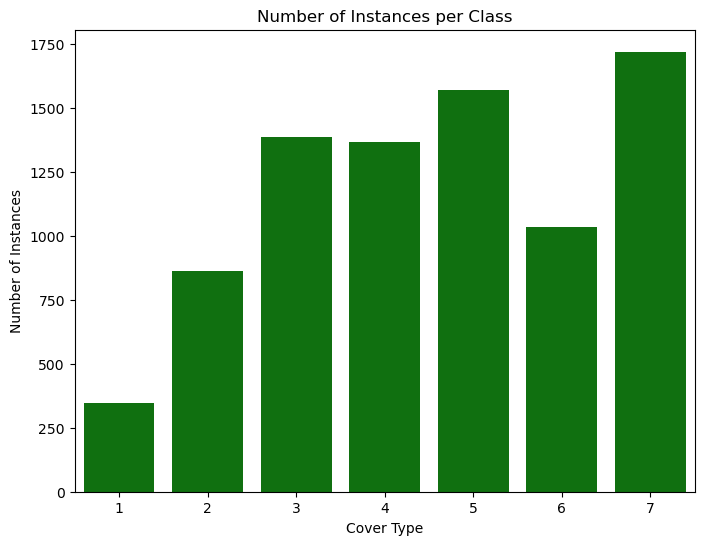 Number of Instances per Class
Number of Instances
1750
1500
1250
1000
750
500
250
0
1 2 3 4 5 6 7
Cover Type